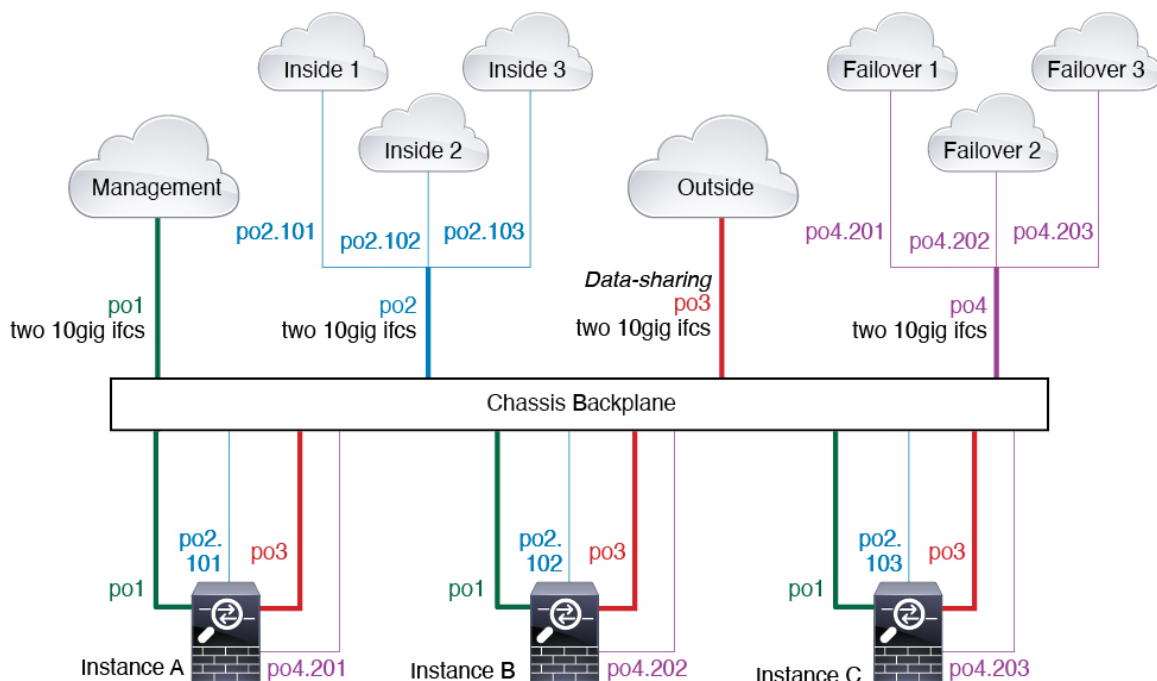 Inside 1
Inside 3
Failover 1
Failover 3
Inside 2
Failover 2
Management
Outside
po2.101
po2.102
po2.103
po4.201
po4.202
po4.203
Data-sharing
po1
two 10gig ifcs
po2
two 10gig ifcs
po3
two 10gig ifcs
po4
two 10gig ifcs
Chassis Backplane
po2.
101
po3
po1
Instance A
po4.201
po2.
102
po3
po1
Instance B
po4.202
po2.
103
po3
po1
Instance C
po4.203